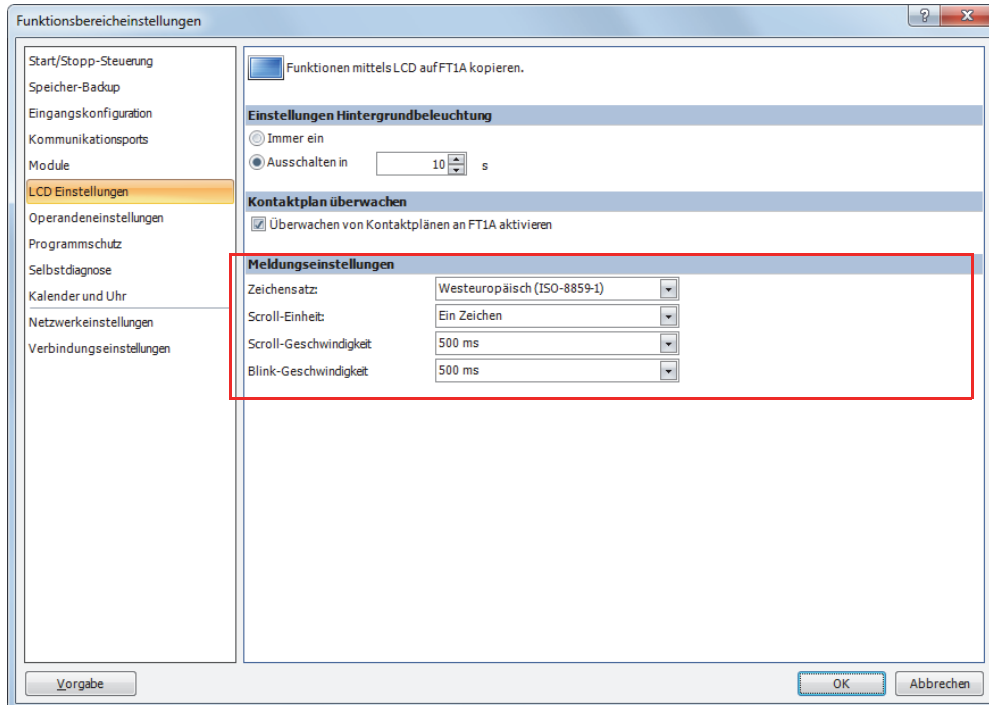 Funktionsbereicheinstellungen
?
Start/Stopp-Steuerung
Speicher-Backup
Eingangskonfiguration
Kommunikationsports
Module
LCD Einstellungen
Operandeneinstellungen
Programmschutz
Selbstdiagnose
Kalender und Uhr
Netzwerkeinstellungen
Verbindungseinstellungen
Funktionen mittels LCD auf FT1A kopieren.
Einstellungen Hintergrundbeleuchtung
Immer ein
Ausschalten in 10 s
Kontaktplan überwachen
Überwachen von Kontaktplänen an FT1A aktivieren
Meldungseinstellungen
Zeichensatz: Westeuropäisch (ISO-8859-1)
Scroll-Einheit: Ein Zeichen
Scroll-Geschwindigkeit 500 ms
Blink-Geschwindigkeit 500 ms
Vorgabe OK Abbrechen